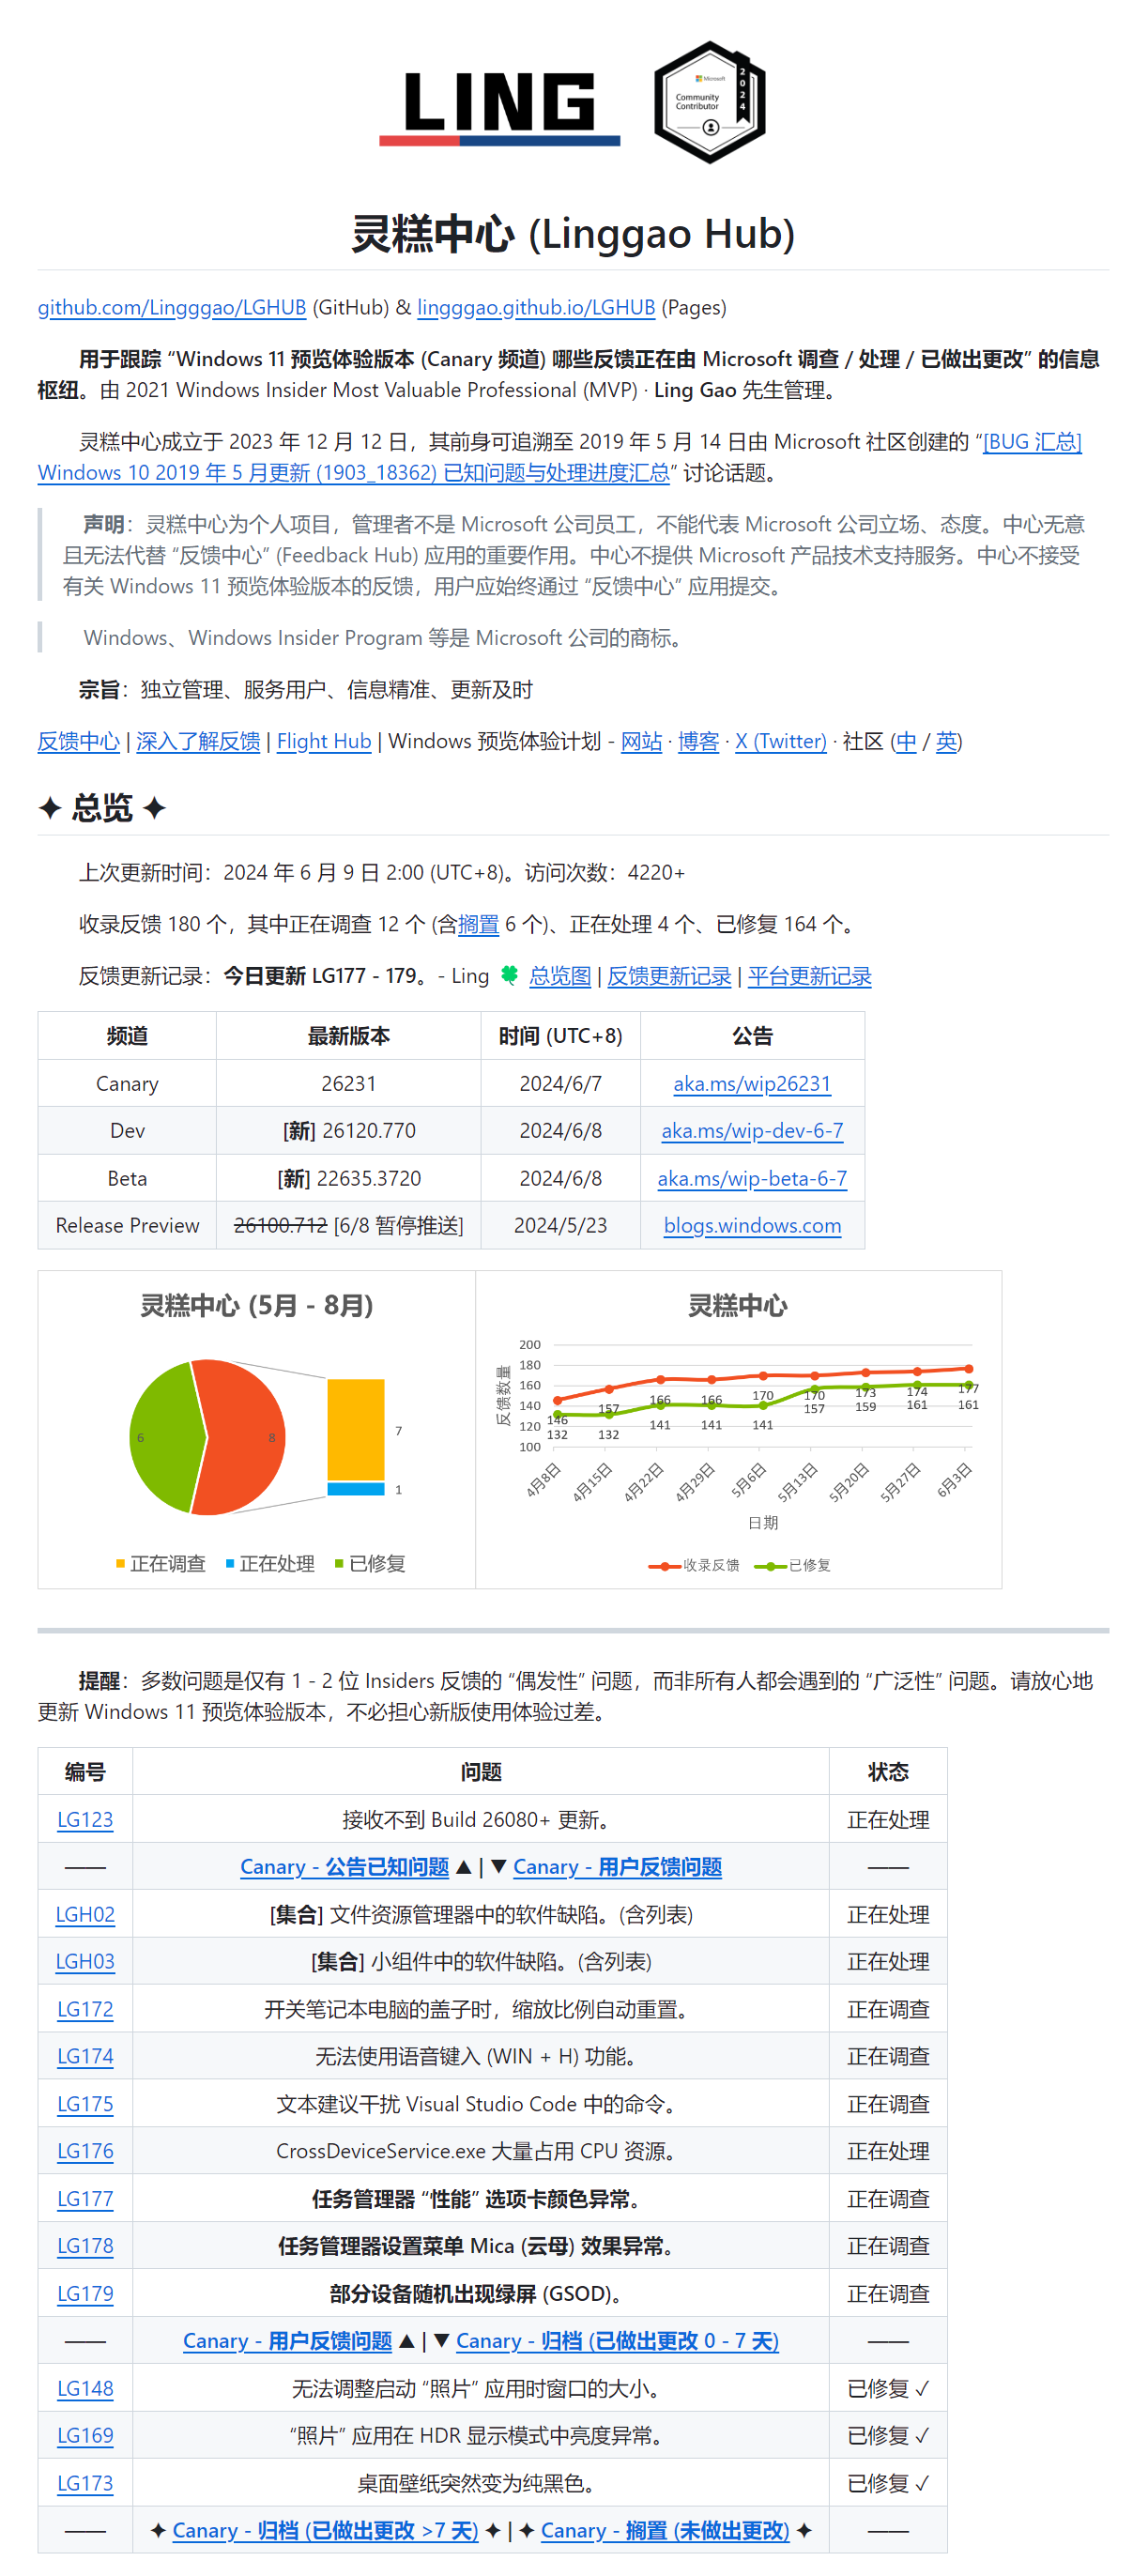 LING
Microsoft
Community
Contributor
2024
灵糕中心 (Linggao Hub)
github.com/Lingggao/LGHUB (GitHub) & lingggao.github.io/LGHUB (Pages)
用于跟踪 “Windows 11 预览体验版本 (Canary 频道) 哪些反馈正在由 Microsoft 调查 / 处理 / 已做出更改” 的信息
枢纽。由 2021 Windows Insider Most Valuable Professional (MVP) · Ling Gao 先生管理。
灵糕中心成立于 2023 年 12 月 12 日，其前身可追溯至 2019 年 5 月 14 日由 Microsoft 社区创建的 “[BUG 汇总]
Windows 10 2019 年 5 月更新 (1903_18362) 已知问题与处理进度汇总” 讨论话题。
声明：灵糕中心为个人项目，管理者不是 Microsoft 公司员工，不能代表 Microsoft 公司立场、态度。中心无意
且无法代替 “反馈中心” (Feedback Hub) 应用的重要作用。中心不提供 Microsoft 产品技术支持服务。中心不接受
有关 Windows 11 预览体验版本的反馈，用户应始终通过 “反馈中心” 应用提交。
Windows、Windows Insider Program 等是 Microsoft 公司的商标。
宗旨：独立管理、服务用户、信息精准、更新及时
反馈中心 | 深入了解反馈 | Flight Hub | Windows 预览体验计划 - 网站 · 博客 · X (Twitter) · 社区 (中 / 英)
✦ 总览 ✦
上次更新时间：2024 年 6 月 9 日 2:00 (UTC+8)。访问次数：4220+
收录反馈 180 个，其中正在调查 12 个 (含搁置 6 个)、正在处理 4 个、已修复 164 个。
反馈更新记录：今日更新 LG177 - 179。- Ling 🍀 总览图 | 反馈更新记录 | 平台更新记录
频道 最新版本 时间 (UTC+8) 公告
Canary 26231 2024/6/7 aka.ms/wip26231
Dev [新] 26120.770 2024/6/8 aka.ms/wip-dev-6-7
Beta [新] 22635.3720 2024/6/8 aka.ms/wip-beta-6-7
Release Preview 26100.712 [6/8 暂停推送] 2024/5/23 blogs.windows.com
灵糕中心 (5月 - 8月)
6 8 7
1
正在调查 正在处理 已修复
灵糕中心
反馈数量
200
180
160
140
120
100
146 157 166 166 170 170 173 174 177
132 132 141 141 141 157 159 161 161
4月8日 4月15日 4月22日 4月29日 5月6日 5月13日 5月20日 5月27日 6月3日
日期
收录反馈 已修复
提醒：多数问题是仅有 1 - 2 位 Insiders 反馈的 “偶发性” 问题，而非所有人都会遇到的 “广泛性” 问题。请放心地
更新 Windows 11 预览体验版本，不必担心新版使用体验过差。
编号 问题 状态
LG123 接收不到 Build 26080+ 更新。 正在处理
—— Canary - 公告已知问题 ▲ | ▼ Canary - 用户反馈问题 ——
LGH02 [集合] 文件资源管理器中的软件缺陷。(含列表) 正在处理
LGH03 [集合] 小组件中的软件缺陷。(含列表) 正在处理
LG172 开关笔记本电脑的盖子时，缩放比例自动重置。 正在调查
LG174 无法使用语音键入 (WIN + H) 功能。 正在调查
LG175 文本建议干扰 Visual Studio Code 中的命令。 正在调查
LG176 CrossDeviceService.exe 大量占用 CPU 资源。 正在处理
LG177 任务管理器 “性能” 选项卡颜色异常。 正在调查
LG178 任务管理器设置菜单 Mica (云母) 效果异常。 正在调查
LG179 部分设备随机出现绿屏 (GSOD)。 正在调查
—— Canary - 用户反馈问题 ▲ | ▼ Canary - 归档 (已做出更改 0 - 7 天) ——
LG148 无法调整启动 “照片” 应用时窗口的大小。 已修复 ✓
LG169 “照片” 应用在 HDR 显示模式中亮度异常。 已修复 ✓
LG173 桌面壁纸突然变为纯黑色。 已修复 ✓
—— ✦ Canary - 归档 (已做出更改 >7 天) ✦ | ✦ Canary - 搁置 (未做出更改) ✦ ——